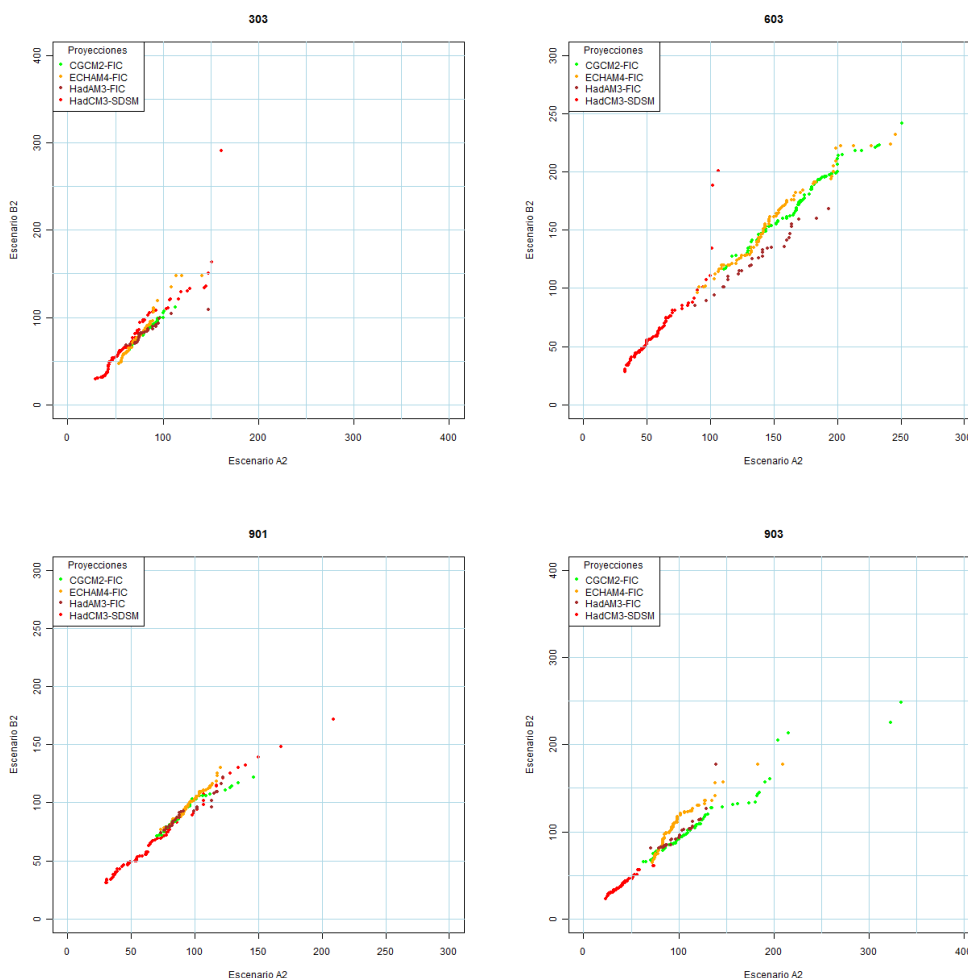 303
Proyecciones
CGCM2-FIC
ECHAM4-FIC
HadAM3-FIC
HadCM3-SDSM
Escenario B2
0 100 200 300 400
0 100 200 300 400
Escenario A2
603
Proyecciones
CGCM2-FIC
ECHAM4-FIC
HadAM3-FIC
HadCM3-SDSM
Escenario B2
0 50 100 150 200 250 300
0 50 100 150 200 250 300
Escenario A2
901
Proyecciones
CGCM2-FIC
ECHAM4-FIC
HadAM3-FIC
HadCM3-SDSM
Escenario B2
0 50 100 150 200 250 300
0 50 100 150 200 250 300
Escenario A2
903
Proyecciones
CGCM2-FIC
ECHAM4-FIC
HadAM3-FIC
HadCM3-SDSM
Escenario B2
0 100 200 300 400
0 100 200 300 400
Escenario A2